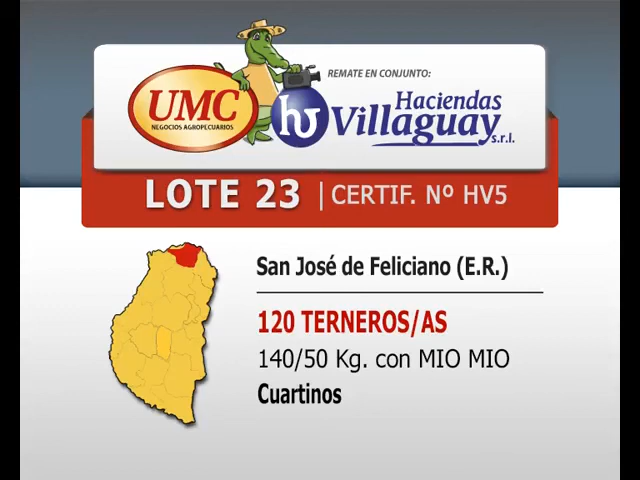 REMATE EN CONJUNTO:
UMC
NEGOCIOS AGROPECUARIOS
hv
Haciendas
Villaguay
s.r.l.
LOTE 23 | CERTIF. Nº HV5
San José de Feliciano (E.R.)
120 TERNEROS/AS
140/50 Kg. con MIO MIO
Cuartinos